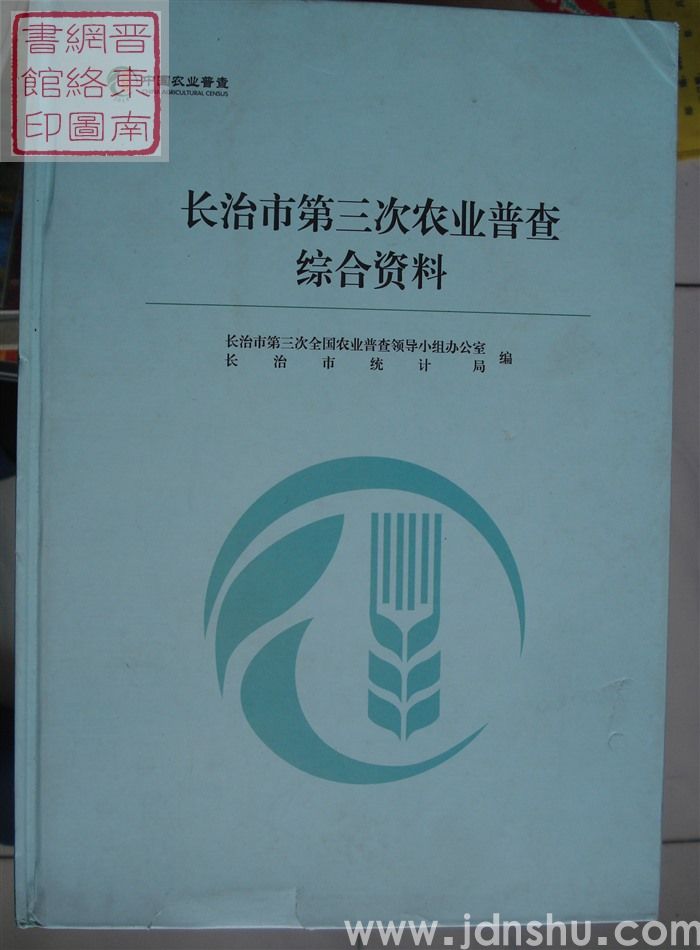 晋東南
網絡圖
書館印
中国农业普查
CHINA AGRICULTURAL CENSUS
长治市第三次农业普查
综合资料
长治市第三次全国农业普查领导小组办公室
长治市统计局
编
www.jdnshu.com